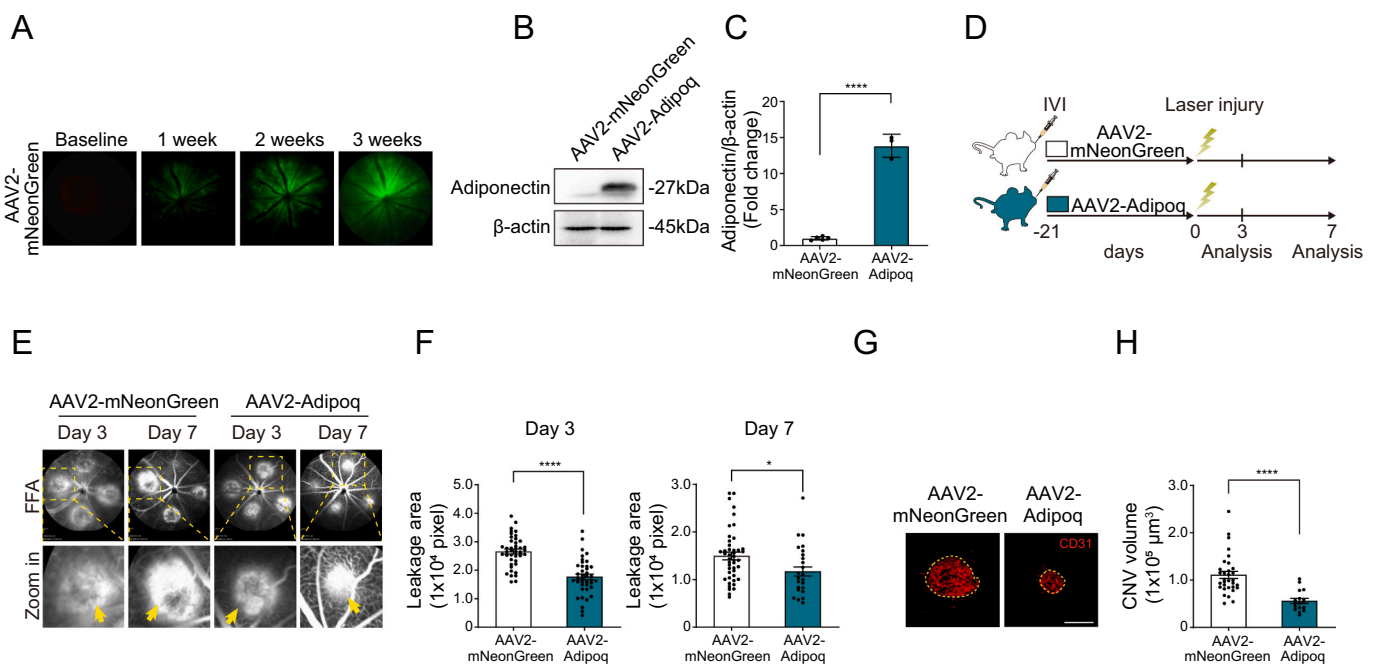 A
Baseline
1 week
2 weeks
3 weeks
AAV2-
mNeonGreen
B
AAV2-mNeonGreen
AAV2-Adipoq
Adiponectin
-27kDa
β-actin
-45kDa
C
Adiponectin/β-actin
(Fold change)
****
20
15
10
5
0
AAV2-
mNeonGreen
AAV2-
Adipoq
D
IVI
Laser injury
AAV2-
mNeonGreen
AAV2-Adipoq
-21
0
3
7
days
Analysis
Analysis
E
AAV2-mNeonGreen
AAV2-Adipoq
Day 3
Day 7
Day 3
Day 7
FFA
Zoom in
F
Day 3
Leakage area
(1x10⁴ pixel)
****
5.0
4.0
3.0
2.0
1.0
0
AAV2-
mNeonGreen
AAV2-
Adipoq
Day 7
Leakage area
(1x10⁴ pixel)
*
3.0
2.0
1.0
0
AAV2-
mNeonGreen
AAV2-
Adipoq
G
AAV2-
mNeonGreen
AAV2-
Adipoq
CD31
H
CNV volume
(1x10⁵ μm³)
****
3.0
2.0
1.0
0
AAV2-
mNeonGreen
AAV2-
Adipoq